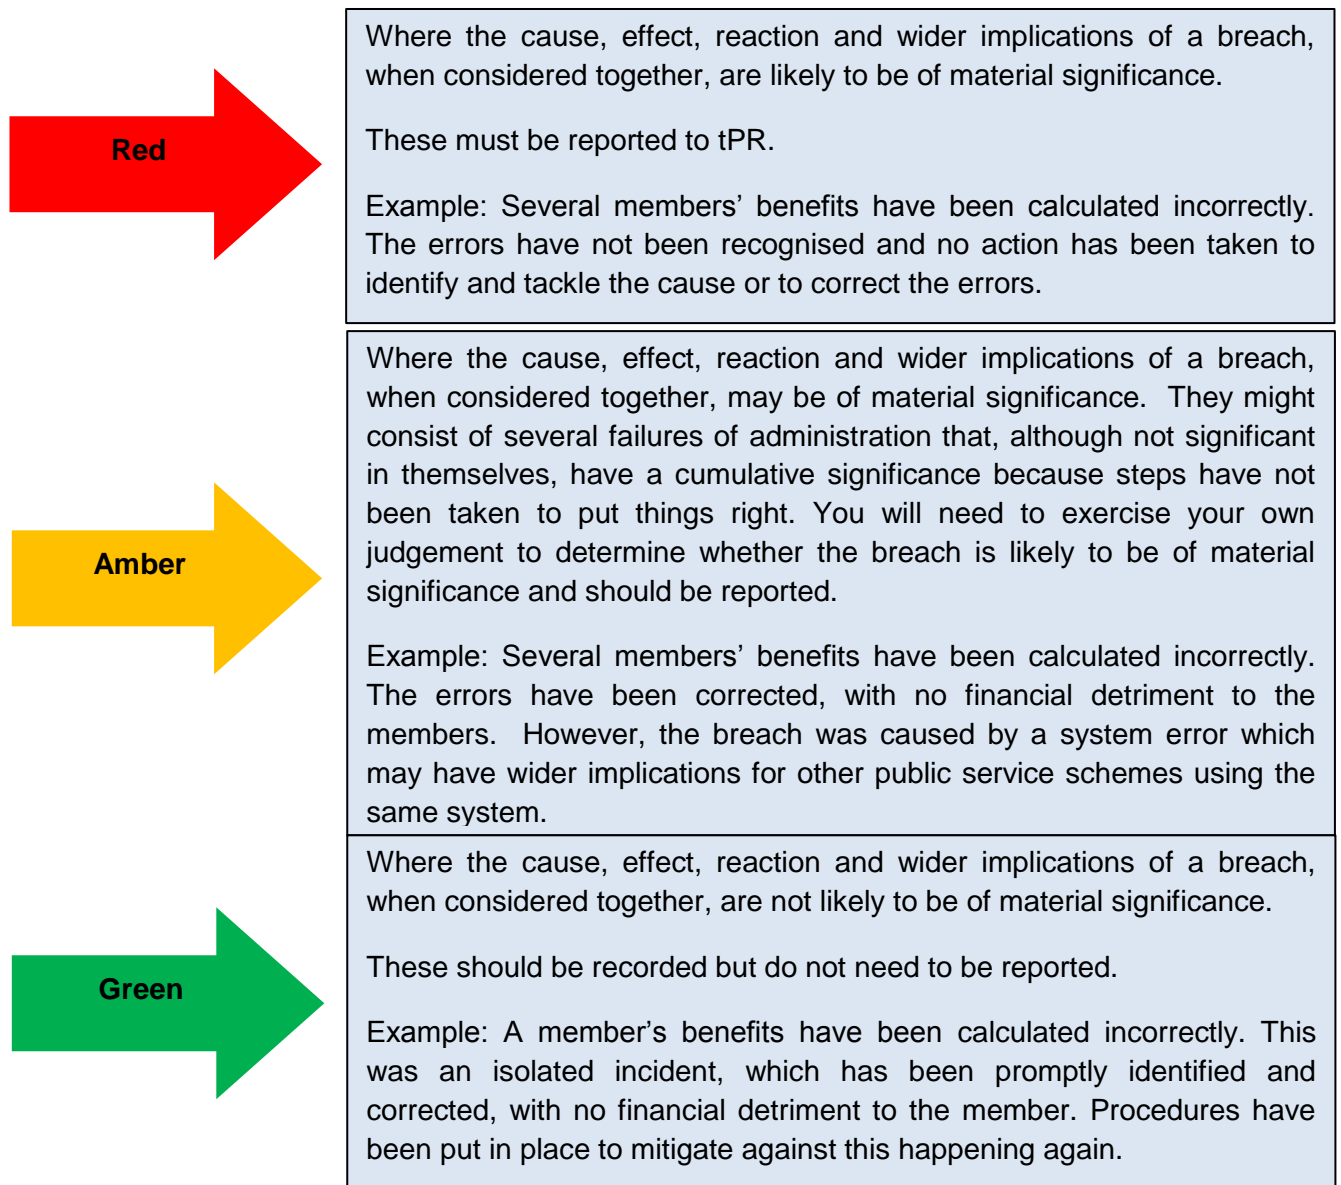 Red
Where the cause, effect, reaction and wider implications of a breach,
when considered together, are likely to be of material significance.
These must be reported to tPR.
Example: Several members’ benefits have been calculated incorrectly.
The errors have not been recognised and no action has been taken to
identify and tackle the cause or to correct the errors.
Amber
Where the cause, effect, reaction and wider implications of a breach,
when considered together, may be of material significance. They might
consist of several failures of administration that, although not significant
in themselves, have a cumulative significance because steps have not
been taken to put things right. You will need to exercise your own
judgement to determine whether the breach is likely to be of material
significance and should be reported.
Example: Several members’ benefits have been calculated incorrectly.
The errors have been corrected, with no financial detriment to the
members. However, the breach was caused by a system error which
may have wider implications for other public service schemes using the
same system.
Green
Where the cause, effect, reaction and wider implications of a breach,
when considered together, are not likely to be of material significance.
These should be recorded but do not need to be reported.
Example: A member’s benefits have been calculated incorrectly. This
was an isolated incident, which has been promptly identified and
corrected, with no financial detriment to the member. Procedures have
been put in place to mitigate against this happening again.